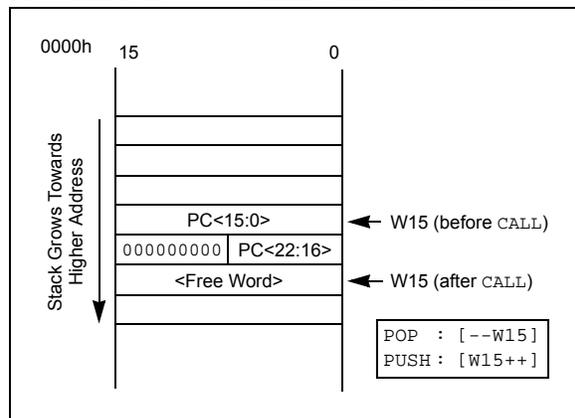 0000h
15
0
Stack Grows Towards
Higher Address
PC<15:0>
W15 (before CALL)
000000000
PC<22:16>
<Free Word>
W15 (after CALL)
POP : [--W15]
PUSH : [W15++]